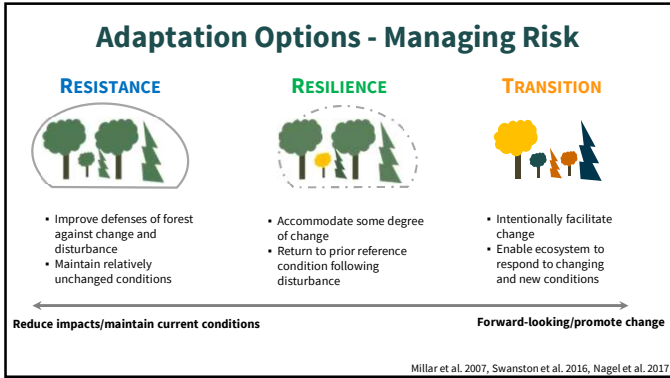 Adaptation Options - Managing Risk
RESISTANCE
RESILIENCE
TRANSITION
▪ Improve defenses of forest
against change and
disturbance
▪ Maintain relatively
unchanged conditions
▪ Accommodate some degree
of change
▪ Return to prior reference
condition following
disturbance
▪ Intentionally facilitate
change
▪ Enable ecosystem to
respond to changing
and new conditions
Reduce impacts/maintain current conditions
Forward-looking/promote change
Millar et al. 2007, Swanston et al. 2016, Nagel et al. 2017